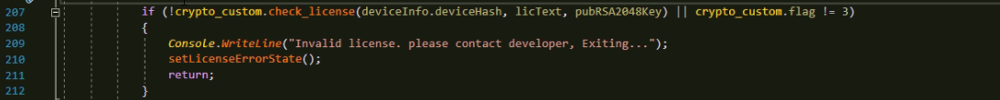 207 if (!crypto_custom.check_license(deviceInfo.deviceHash, licText, pubRSA2048Key) || crypto_custom.flag != 3)
208 {
209 Console.WriteLine("Invalid license. please contact developer, Exiting...");
210 setLicenseErrorState();
211 return;
212 }